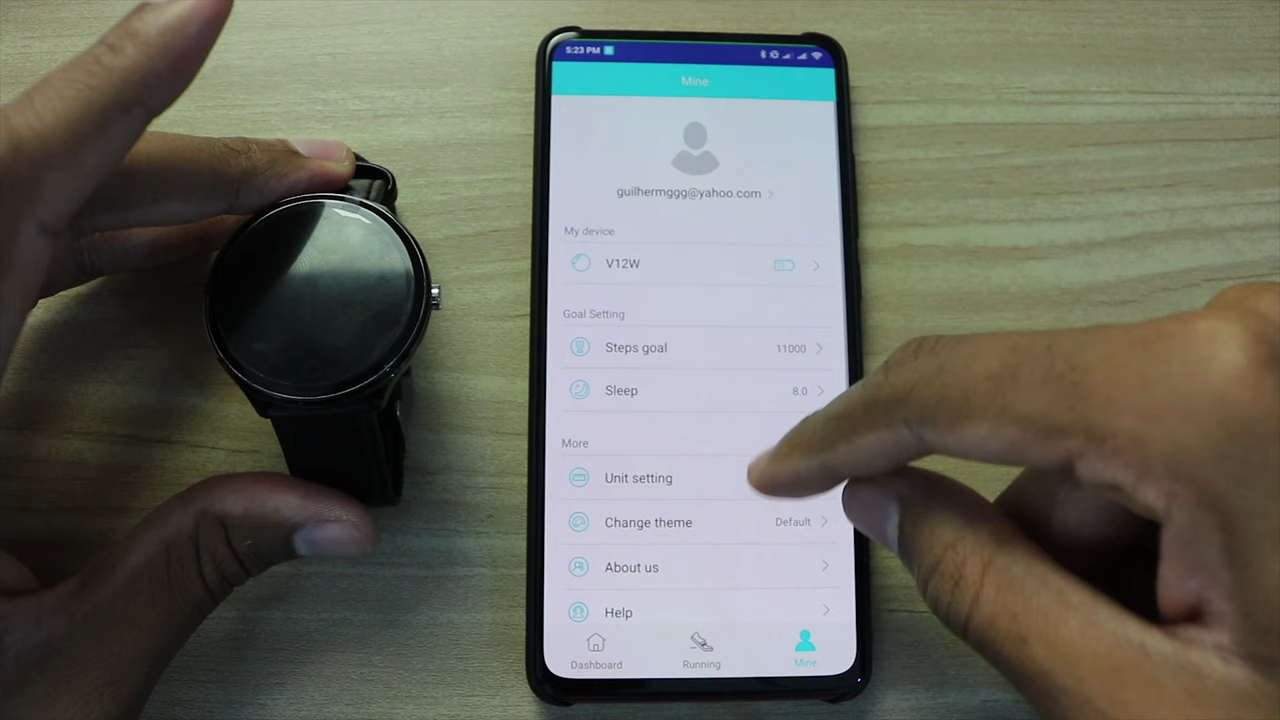 5:23 PM
Mine
guilhermggg@yahoo.com
My device
V12W
Goal Setting
Steps goal 11000
Sleep 8.0
More
Unit setting
Change theme Default
About us
Help
Dashboard Running Mine